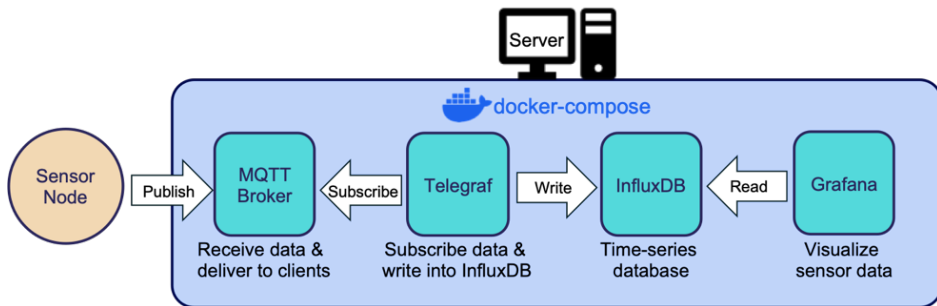 Server
docker-compose
Sensor
Node
Publish
MQTT
Broker
Subscribe
Telegraf
Write
InfluxDB
Read
Grafana
Receive data &
deliver to clients
Subscribe data &
write into InfluxDB
Time-series
database
Visualize
sensor data